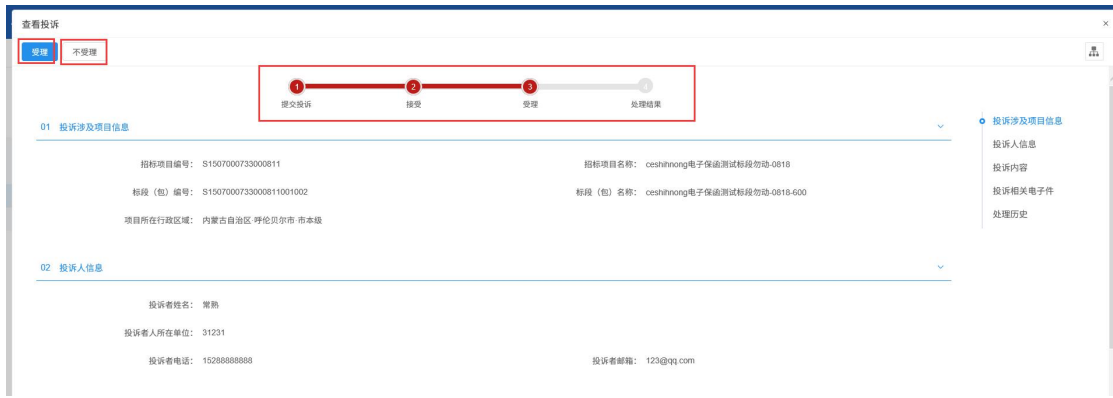 查看投诉
×
受理 不受理
1 2 3 4
提交投诉 接受 受理 处理结果
01 投诉涉及项目信息
招标项目编号： S1507000733000811 招标项目名称： ceshihnong电子保函测试标段勿动-0818
标段（包）编号： S1507000733000811001002 标段（包）名称： ceshihnong电子保函测试标段勿动-0818-600
项目所在行政区域： 内蒙古自治区·呼伦贝尔市·市本级
02 投诉人信息
投诉者姓名： 常熟
投诉者人所在单位： 31231
投诉者电话： 15288888888 投诉者邮箱： 123@qq.com
投诉涉及项目信息
投诉人信息
投诉内容
投诉相关电子件
处理历史